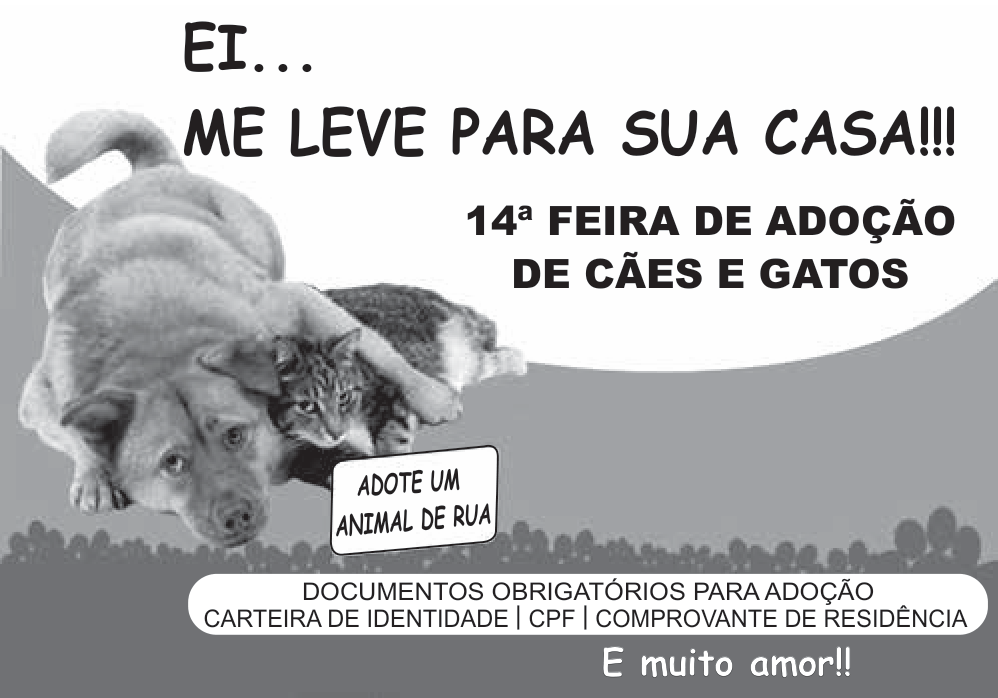 EI...
ME LEVE PARA SUA CASA!!!
14ª FEIRA DE ADOÇÃO
DE CÃES E GATOS
ADOTE UM
ANIMAL DE RUA
DOCUMENTOS OBRIGATÓRIOS PARA ADOÇÃO
CARTEIRA DE IDENTIDADE | CPF | COMPROVANTE DE RESIDÊNCIA
E muito amor!!